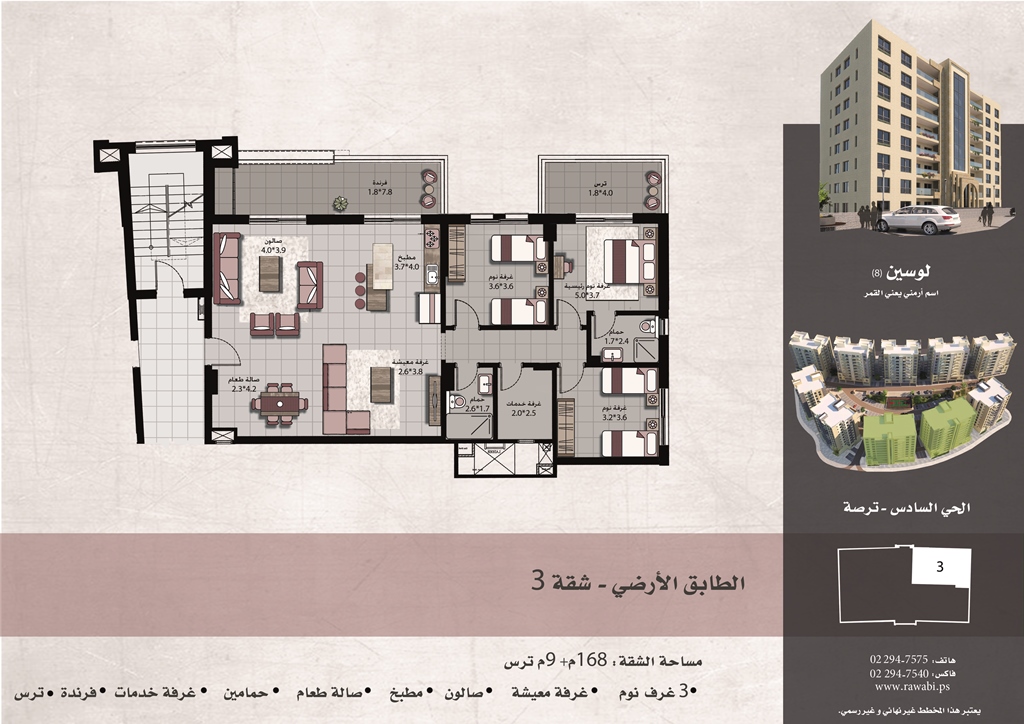 فرندة
1.8*7.8
ترس
1.8*4.0
صالون
4.0*3.9
مطبخ
3.7*4.0
غرفة نوم
3.6*3.6
غرفة نوم رئيسية
5.0*3.7
حمام
1.7*2.4
غرفة معيشة
2.6*3.8
صالة طعام
2.3*4.2
حمام
2.6*1.7
غرفة خدمات
2.0*2.5
غرفة نوم
3.2*3.6
لوسين (8)
اسم أرمني يعني القمر
الحي السادس - ترصة
3
الطابق الأرضي - شقة 3
مساحة الشقة: 168م+ 9م ترس
•3 غرف نوم •غرفة معيشة •صالون •مطبخ •صالة طعام •حمامين •غرفة خدمات •فرندة •ترس
هاتف: 02 294-7575
فاكس: 02 294-7540
www.rawabi.ps
يعتبر هذا المخطط غير نهائي و غير رسمي.